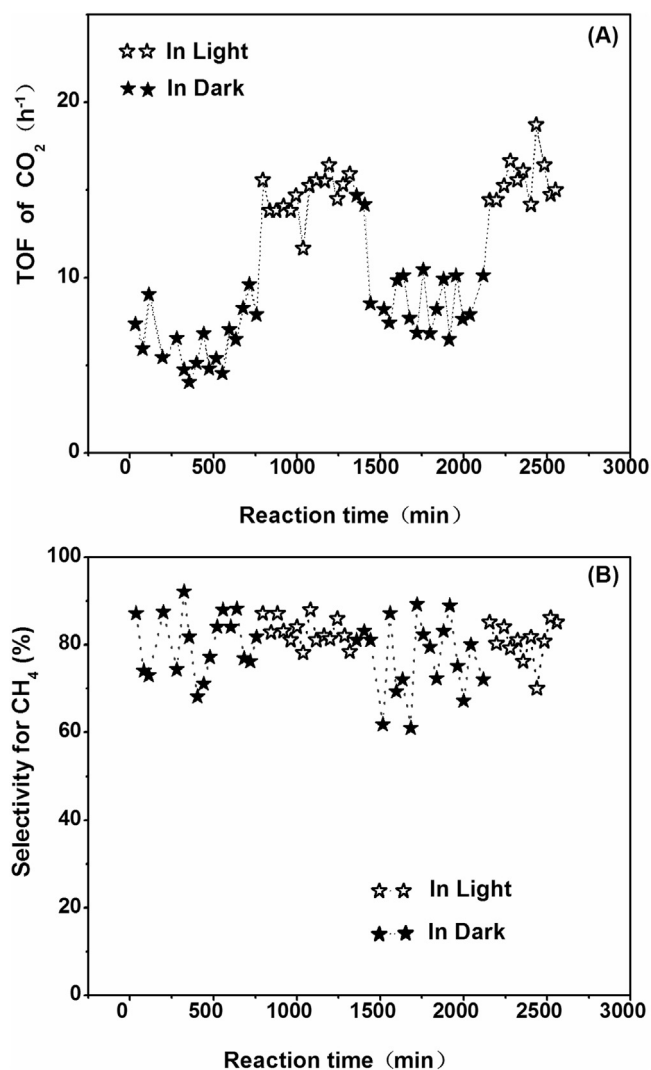 (A)
In Light
In Dark
TOF of CO₂ (h⁻¹)
20
10
0
0 500 1000 1500 2000 2500 3000
Reaction time (min)
(B)
Selectivity for CH₄ (%)
100
80
60
40
20
0
In Light
In Dark
0 500 1000 1500 2000 2500 3000
Reaction time (min)